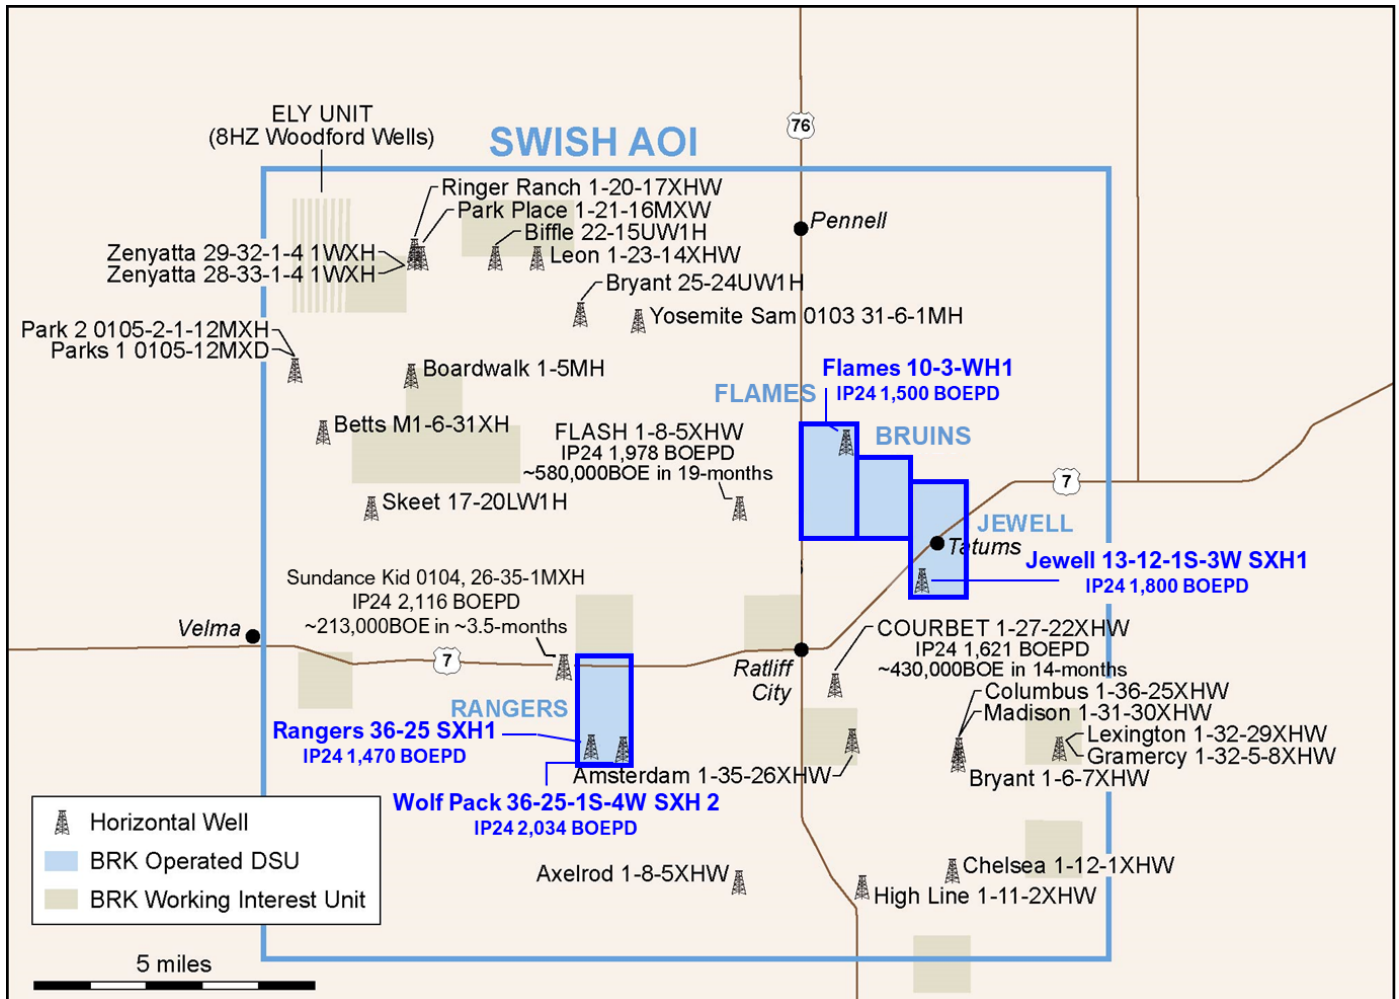 ELY UNIT
(8HZ Woodford Wells)
SWISH AOI
76
Ringer Ranch 1-20-17XHW
Park Place 1-21-16MXW
Biffle 22-15UW1H
Leon 1-23-14XHW
Pennell
Zenyatta 29-32-1-4 1WXH
Zenyatta 28-33-1-4 1WXH
Bryant 25-24UW1H
Yosemite Sam 0103 31-6-1MH
Park 2 0105-2-1-12MXH
Parks 1 0105-12MXD
Boardwalk 1-5MH
Flames 10-3-WH1
IP24 1,500 BOEPD
FLAMES
BRUINS
Betts M1-6-31XH
FLASH 1-8-5XHW
IP24 1,978 BOEPD
~580,000BOE in 19-months
7
Skeet 17-20LW1H
JEWELL
Tatums
Jewell 13-12-1S-3W SXH1
IP24 1,800 BOEPD
Sundance Kid 0104, 26-35-1MXH
IP24 2,116 BOEPD
~213,000BOE in ~3.5-months
Velma
7
COURBET 1-27-22XHW
IP24 1,621 BOEPD
~430,000BOE in 14-months
Ratliff
City
Columbus 1-36-25XHW
Madison 1-31-30XHW
RANGERS
Rangers 36-25 SXH1
IP24 1,470 BOEPD
Lexington 1-32-29XHW
Gramercy 1-32-5-8XHW
Amsterdam 1-35-26XHW
Bryant 1-6-7XHW
Wolf Pack 36-25-1S-4W SXH 2
IP24 2,034 BOEPD
Horizontal Well
BRK Operated DSU
BRK Working Interest Unit
Axelrod 1-8-5XHW
Chelsea 1-12-1XHW
High Line 1-11-2XHW
5 miles